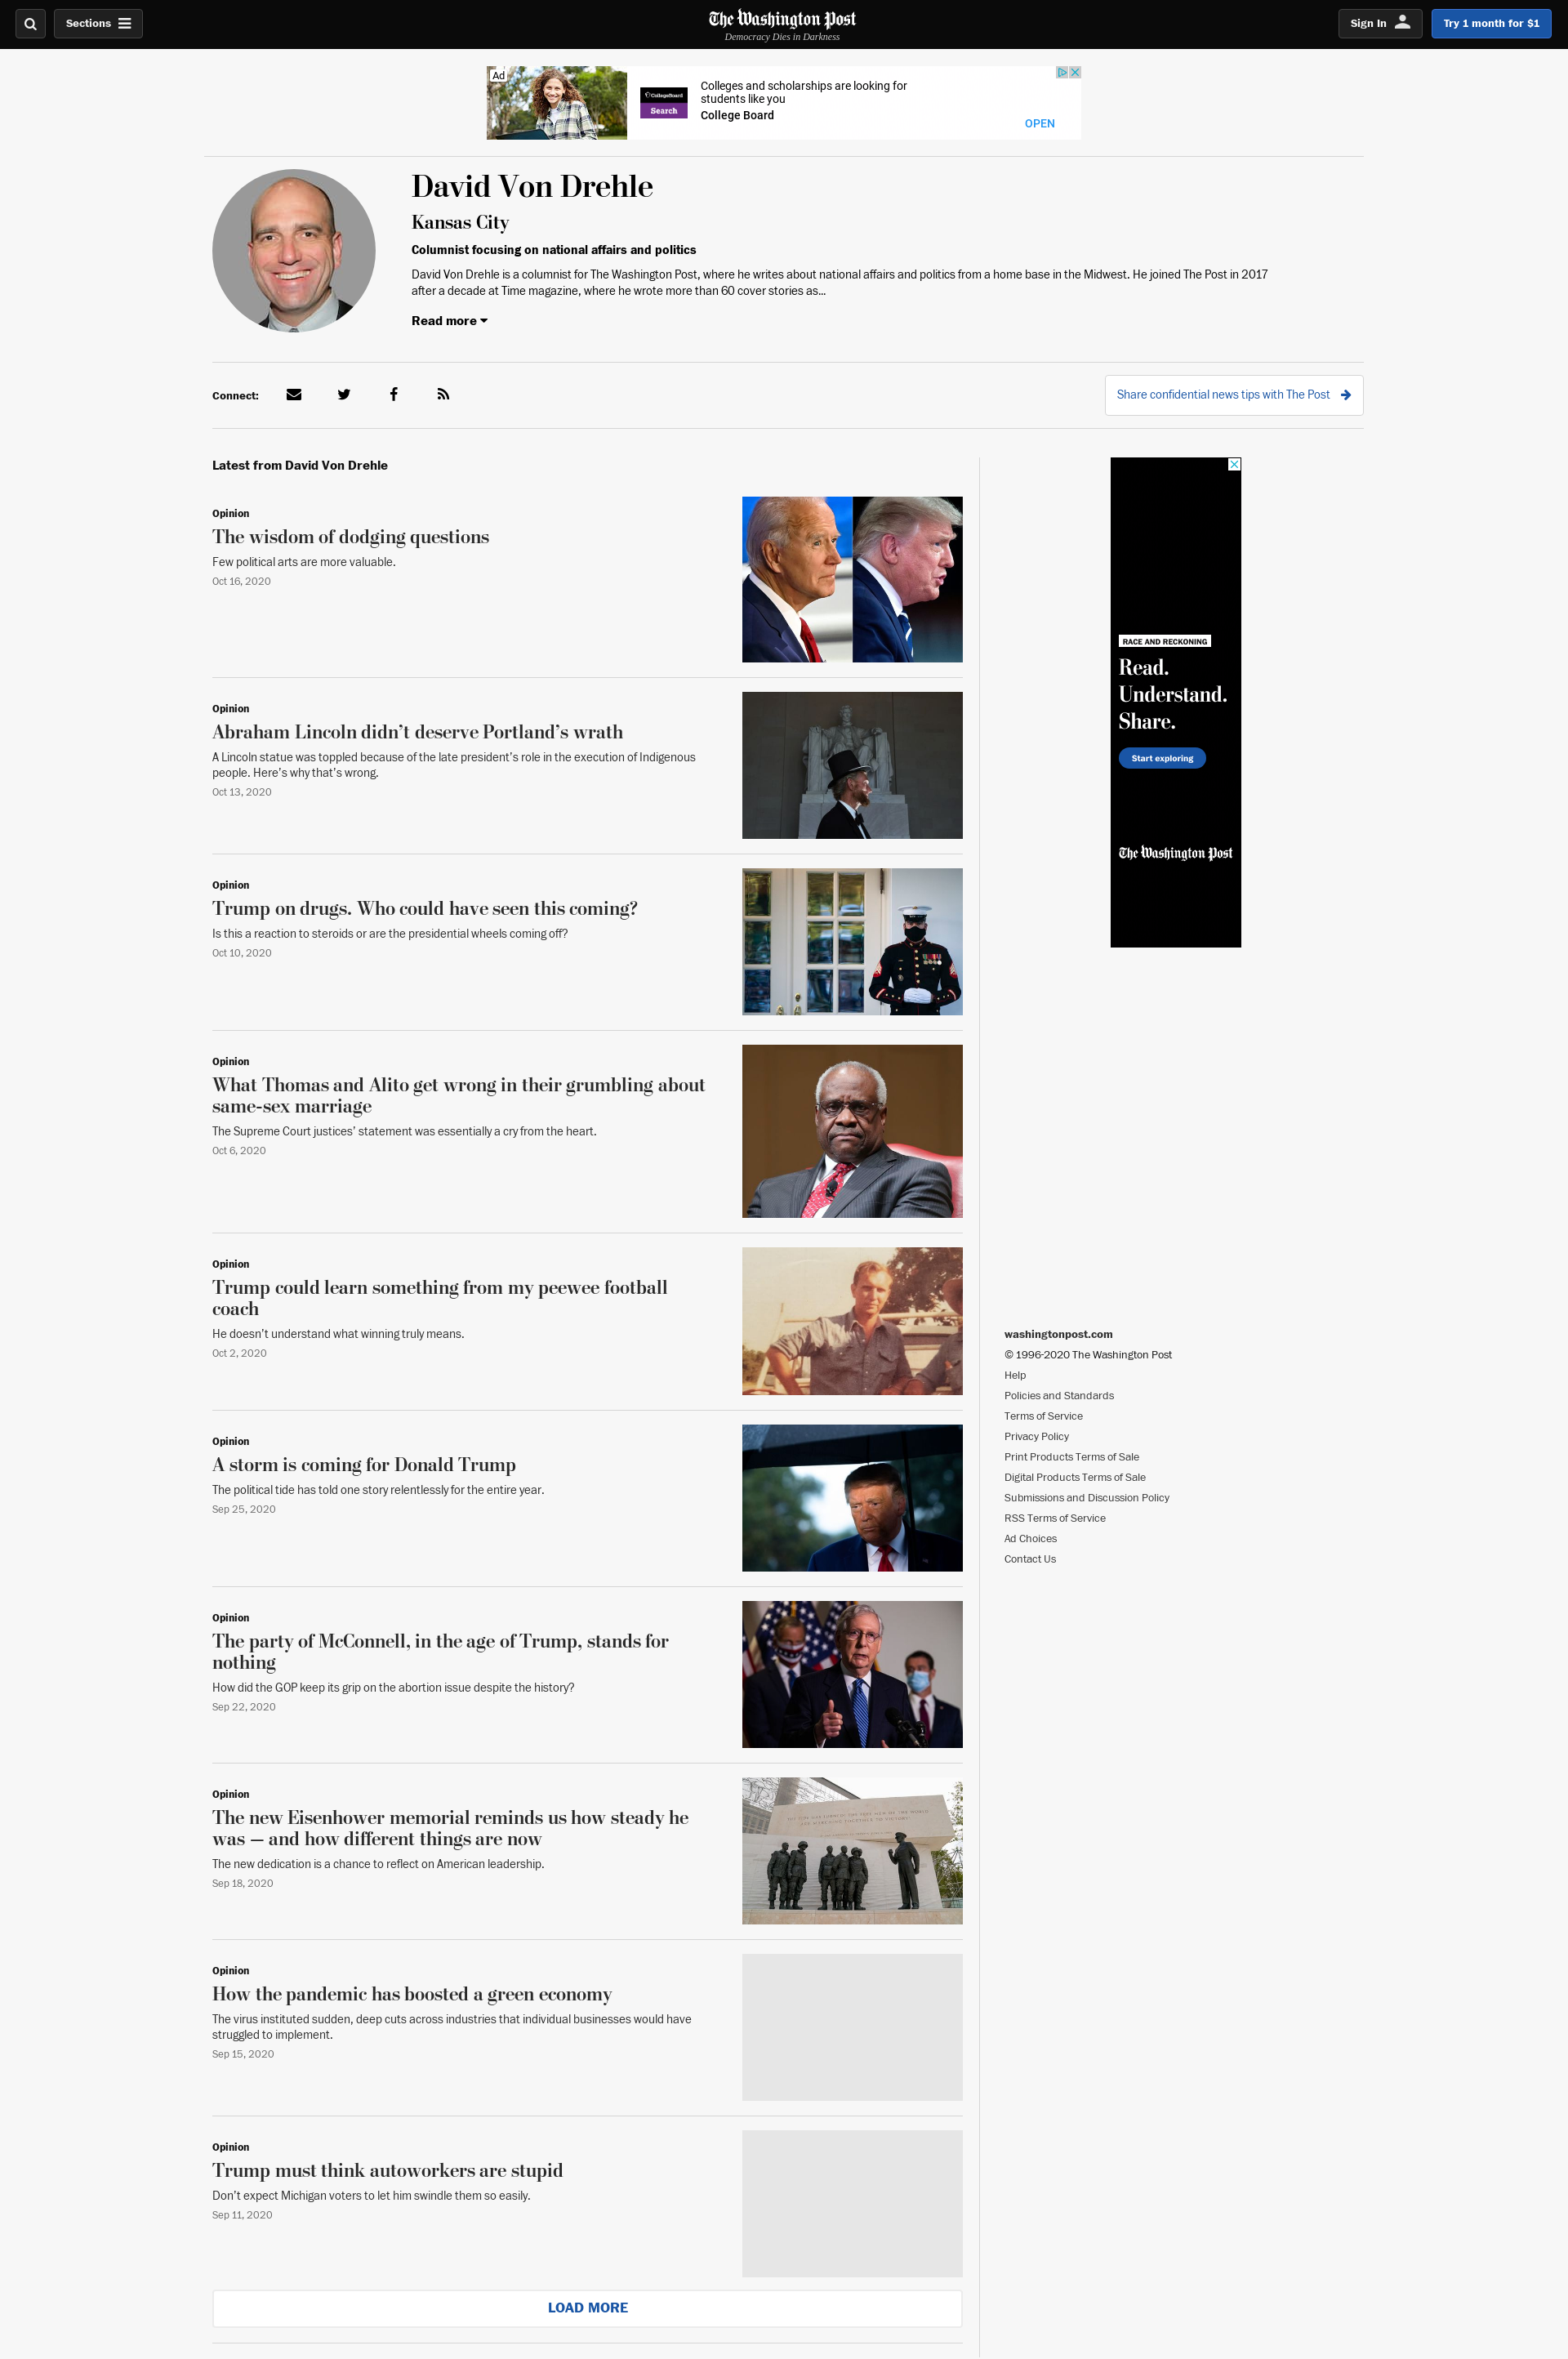 Sections
The Washington Post
Democracy Dies in Darkness
Sign In
Try 1 month for $1
Ad
CollegeBoard
Search
Colleges and scholarships are looking for
students like you
College Board
OPEN
David Von Drehle
Kansas City
Columnist focusing on national affairs and politics
David Von Drehle is a columnist for The Washington Post, where he writes about national affairs and politics from a home base in the Midwest. He joined The Post in 2017
after a decade at Time magazine, where he wrote more than 60 cover stories as...
Read more
Connect:
Share confidential news tips with The Post
Latest from David Von Drehle
Opinion
The wisdom of dodging questions
Few political arts are more valuable.
Oct 16, 2020
Opinion
Abraham Lincoln didn’t deserve Portland’s wrath
A Lincoln statue was toppled because of the late president’s role in the execution of Indigenous
people. Here’s why that’s wrong.
Oct 13, 2020
Opinion
Trump on drugs. Who could have seen this coming?
Is this a reaction to steroids or are the presidential wheels coming off?
Oct 10, 2020
Opinion
What Thomas and Alito get wrong in their grumbling about
same-sex marriage
The Supreme Court justices’ statement was essentially a cry from the heart.
Oct 6, 2020
Opinion
Trump could learn something from my peewee football
coach
He doesn’t understand what winning truly means.
Oct 2, 2020
Opinion
A storm is coming for Donald Trump
The political tide has told one story relentlessly for the entire year.
Sep 25, 2020
Opinion
The party of McConnell, in the age of Trump, stands for
nothing
How did the GOP keep its grip on the abortion issue despite the history?
Sep 22, 2020
Opinion
The new Eisenhower memorial reminds us how steady he
was — and how different things are now
The new dedication is a chance to reflect on American leadership.
Sep 18, 2020
Opinion
How the pandemic has boosted a green economy
The virus instituted sudden, deep cuts across industries that individual businesses would have
struggled to implement.
Sep 15, 2020
Opinion
Trump must think autoworkers are stupid
Don’t expect Michigan voters to let him swindle them so easily.
Sep 11, 2020
LOAD MORE
RACE AND RECKONING
Read.
Understand.
Share.
Start exploring
The Washington Post
washingtonpost.com
© 1996-2020 The Washington Post
Help
Policies and Standards
Terms of Service
Privacy Policy
Print Products Terms of Sale
Digital Products Terms of Sale
Submissions and Discussion Policy
RSS Terms of Service
Ad Choices
Contact Us